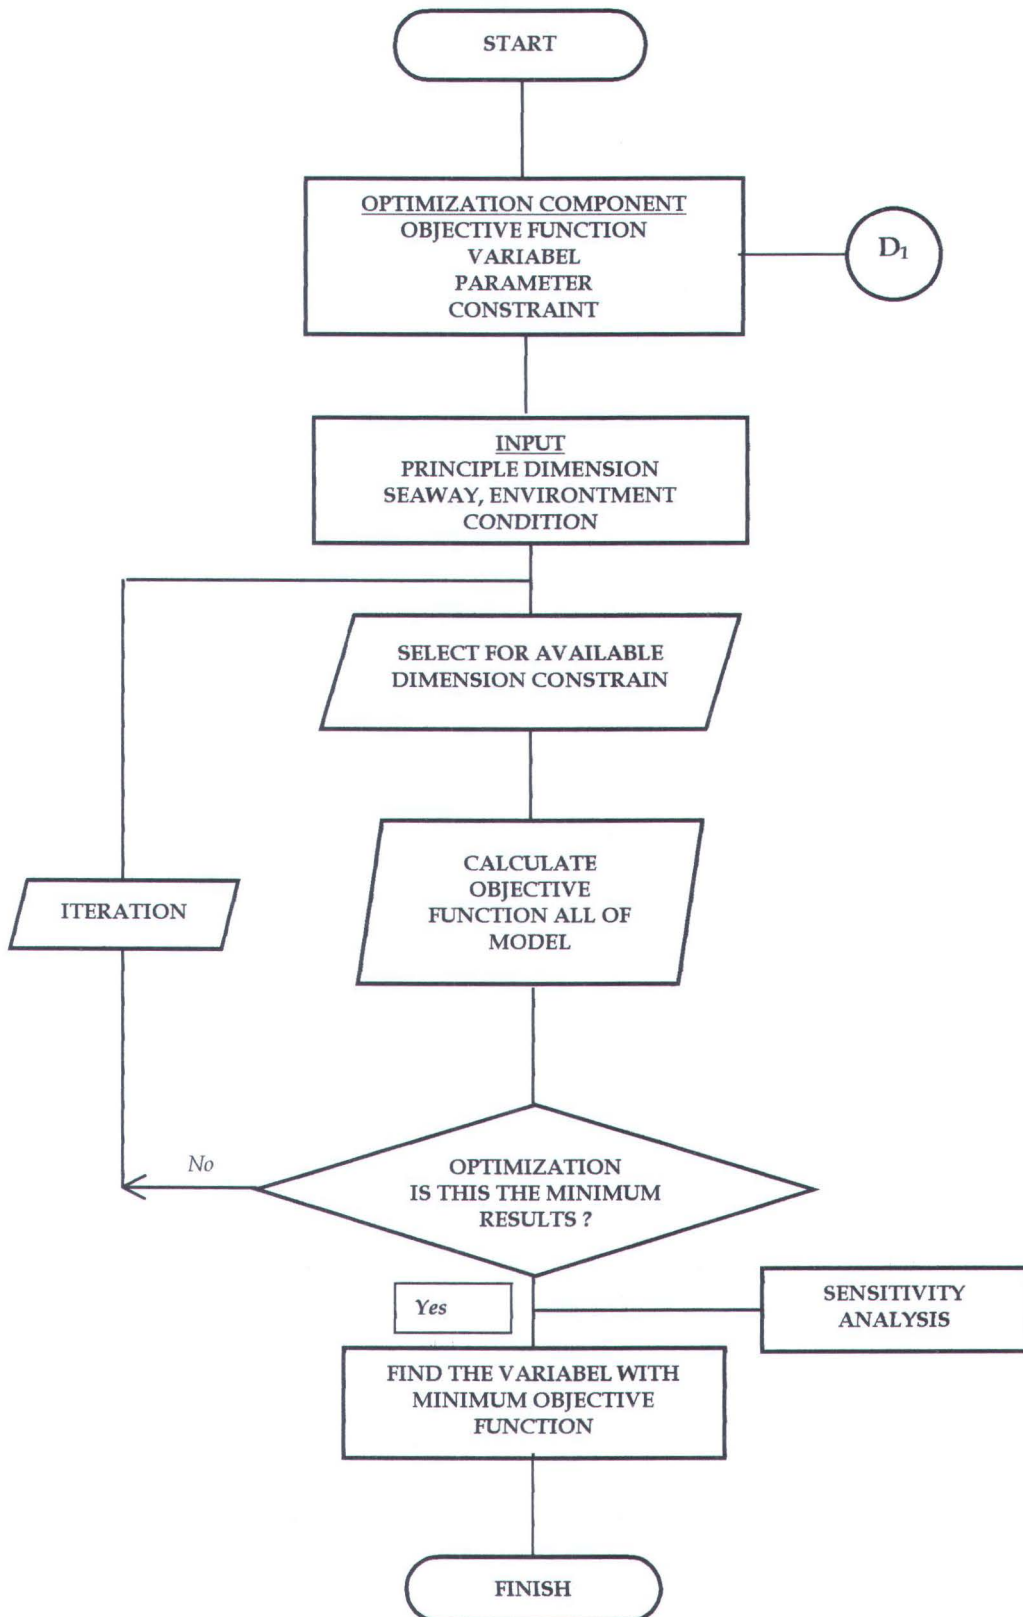 START
OPTIMIZATION COMPONENT
OBJECTIVE FUNCTION
VARIABEL
PARAMETER
CONSTRAINT
D1
INPUT
PRINCIPLE DIMENSION
SEAWAY, ENVIRONTMENT
CONDITION
SELECT FOR AVAILABLE
DIMENSION CONSTRAIN
CALCULATE
OBJECTIVE
FUNCTION ALL OF
MODEL
ITERATION
No
OPTIMIZATION
IS THIS THE MINIMUM
RESULTS ?
Yes
SENSITIVITY
ANALYSIS
FIND THE VARIABEL WITH
MINIMUM OBJECTIVE
FUNCTION
FINISH